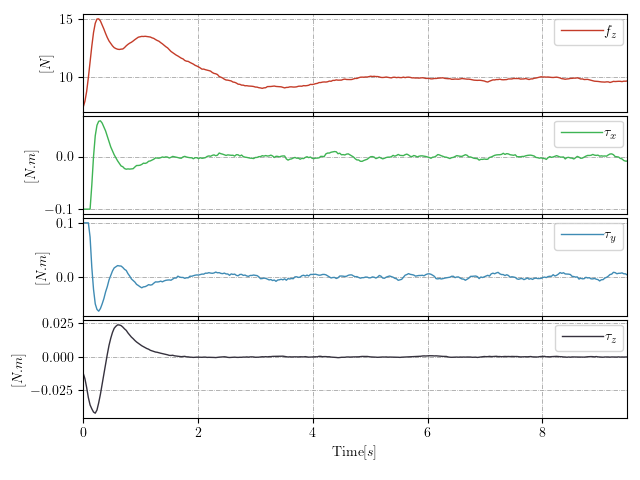 15
10
[N]
f_z
0.0
−0.1
[N.m]
τ_x
0.1
0.0
[N.m]
τ_y
0.025
0.000
−0.025
[N.m]
τ_z
0 2 4 6 8
Time[s]